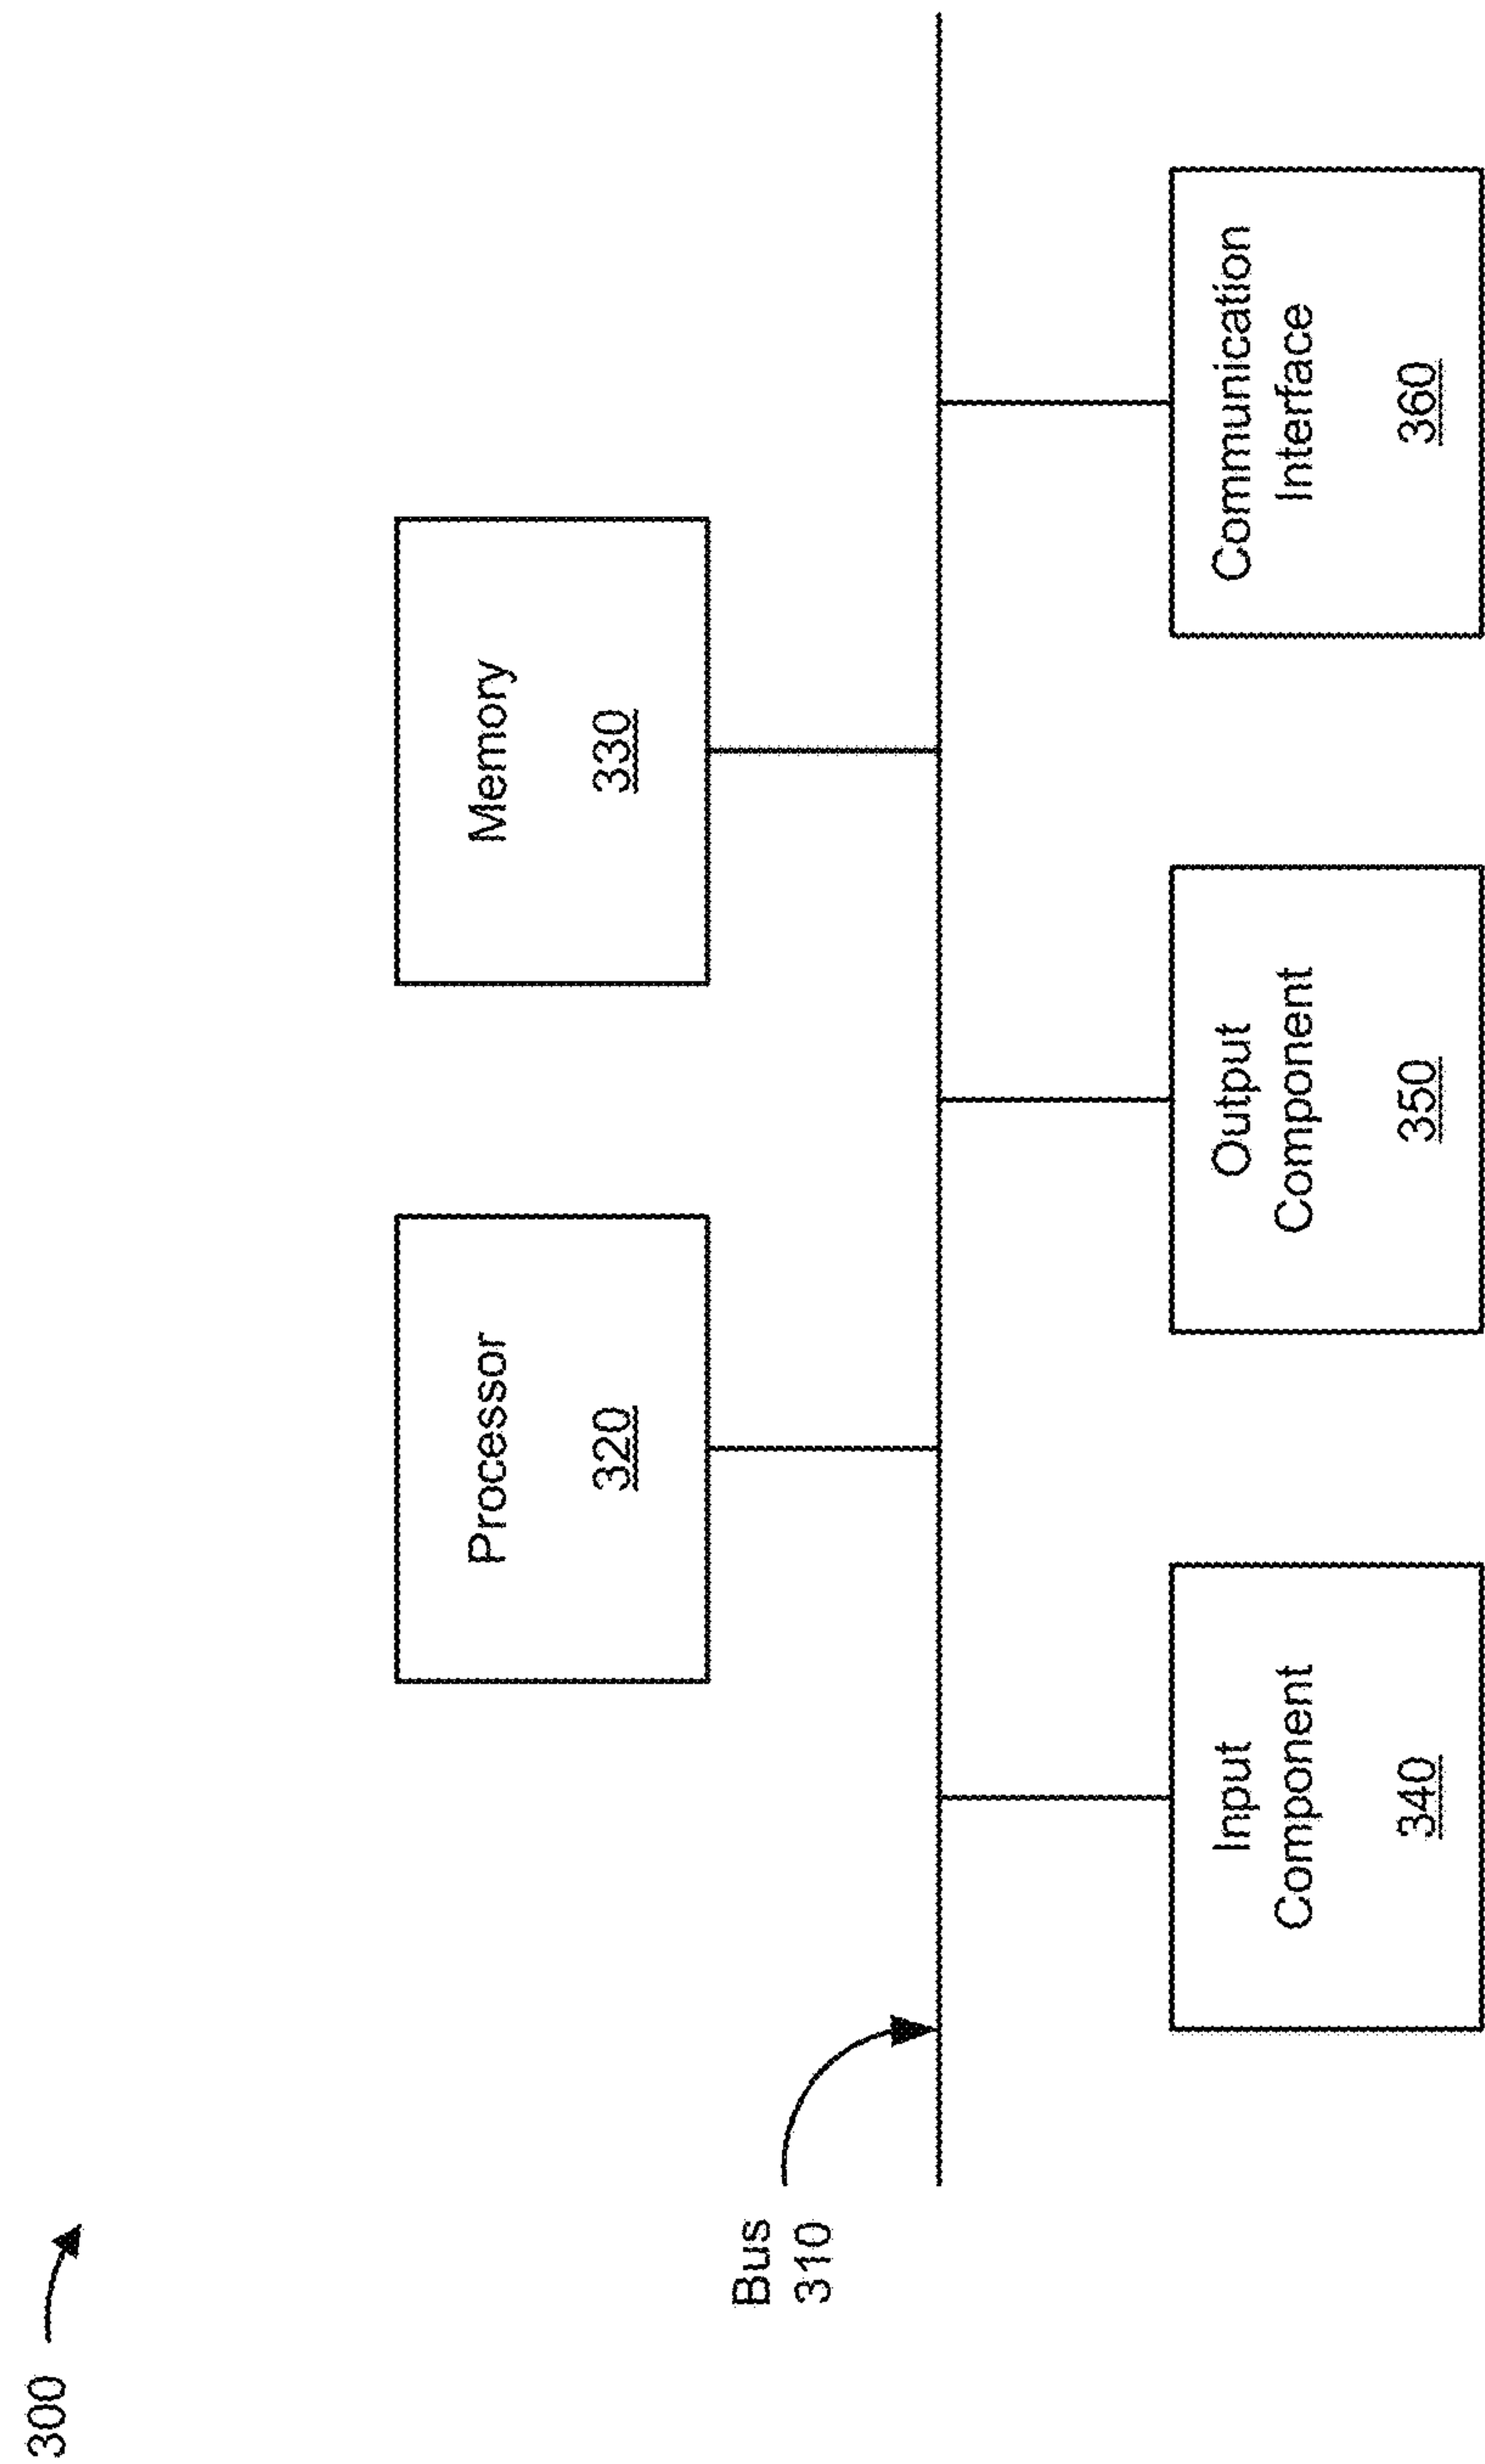 300
Processor
320
Memory
330
Bus
310
Input
Component
340
Output
Component
350
Communication
Interface
360